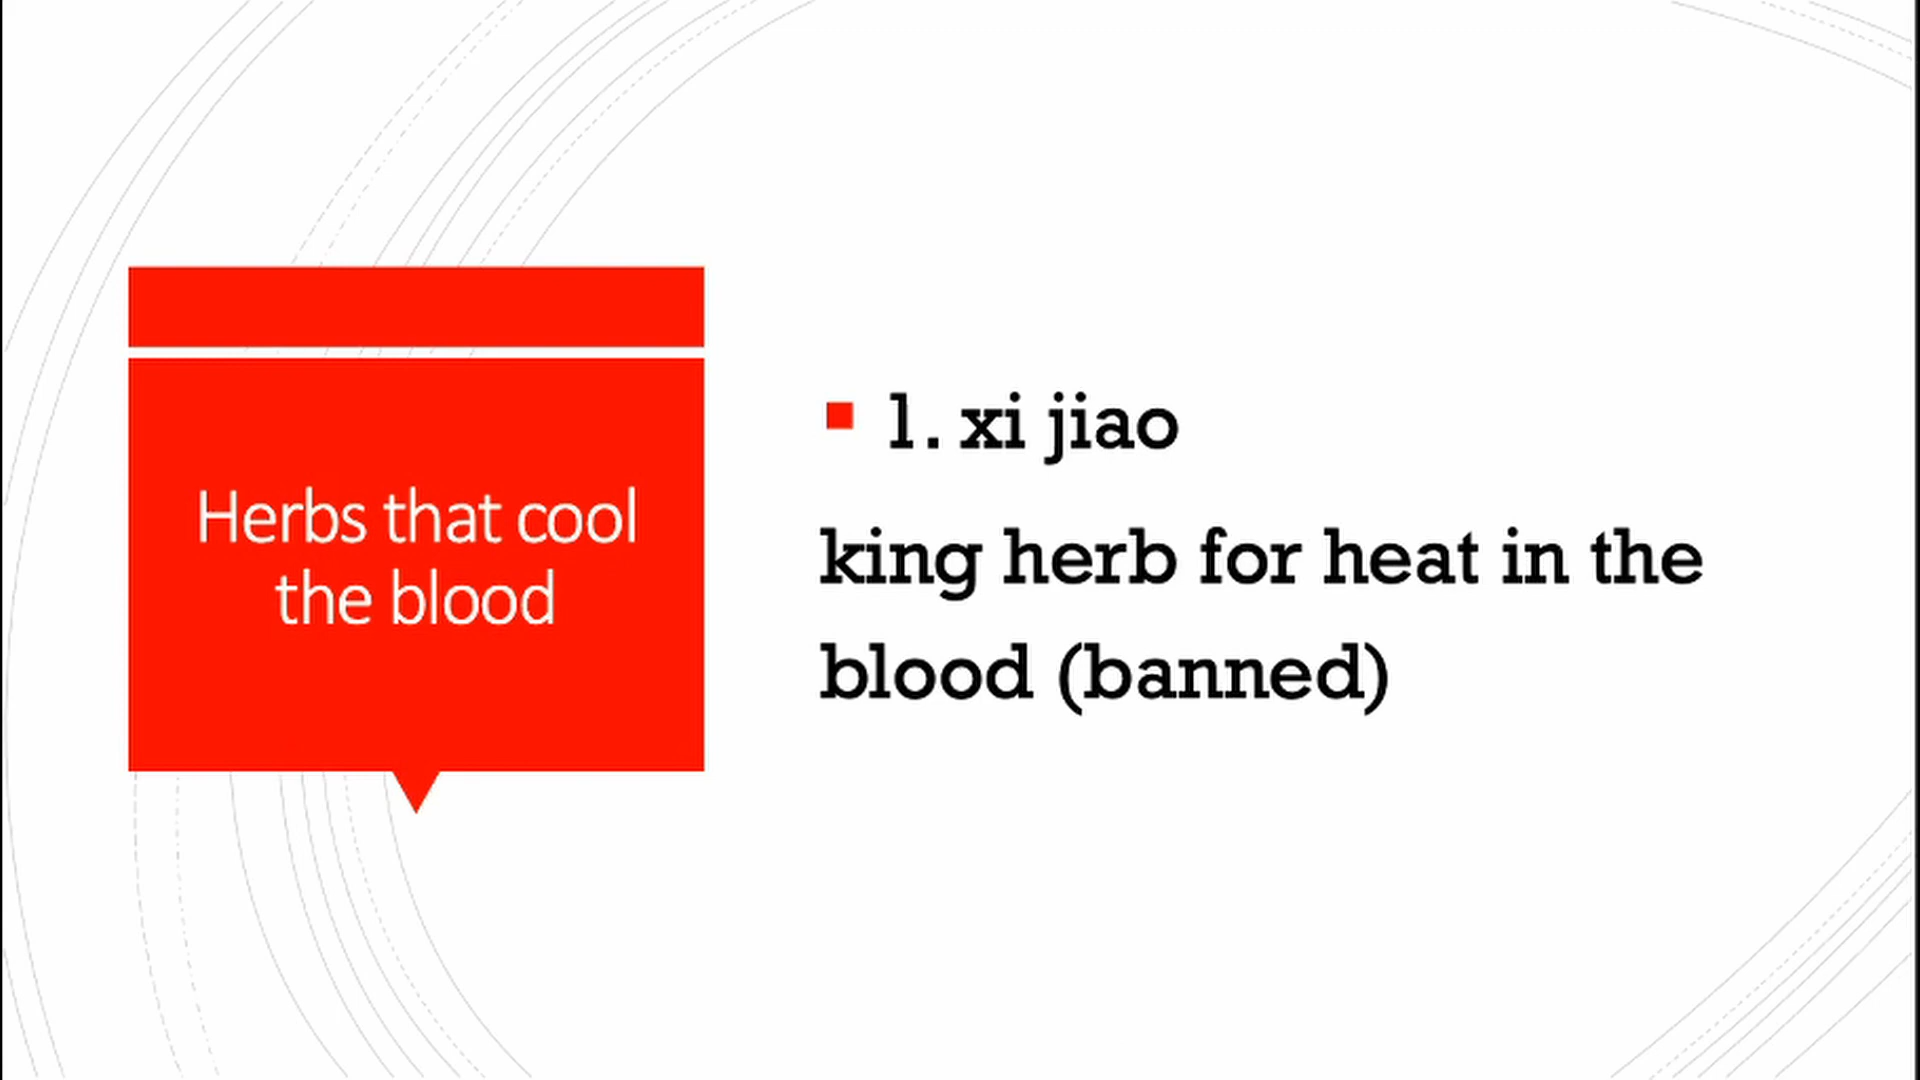 Herbs that cool
the blood
1. xi jiao
king herb for heat in the
blood (banned)